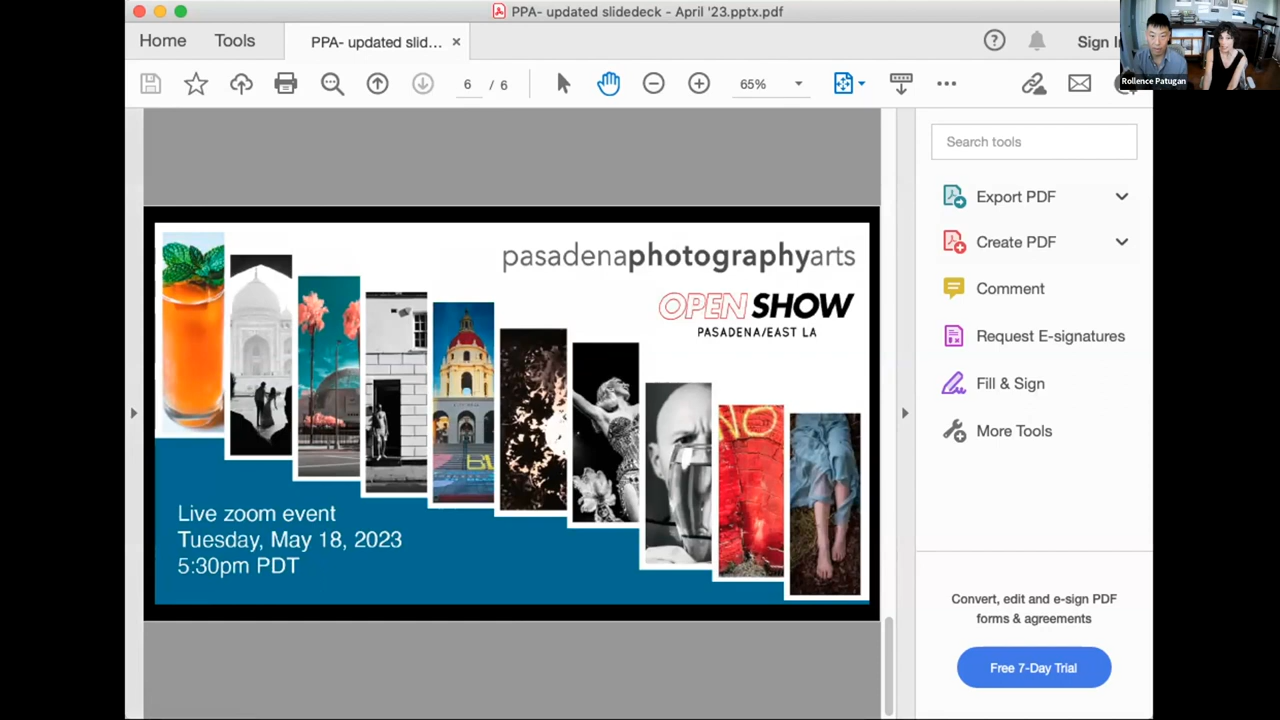 PPA- updated slidedeck - April '23.pptx.pdf
Home
Tools
PPA- updated slid...
Sign In
6 / 6
65%
Rollence Patugan
Search tools
Export PDF
Create PDF
Comment
Request E-signatures
Fill & Sign
More Tools
Convert, edit and e-sign PDF
forms & agreements
Free 7-Day Trial
pasadenaphotographyarts
OPEN SHOW
PASADENA/EAST LA
NO
Live zoom event
Tuesday, May 18, 2023
5:30pm PDT